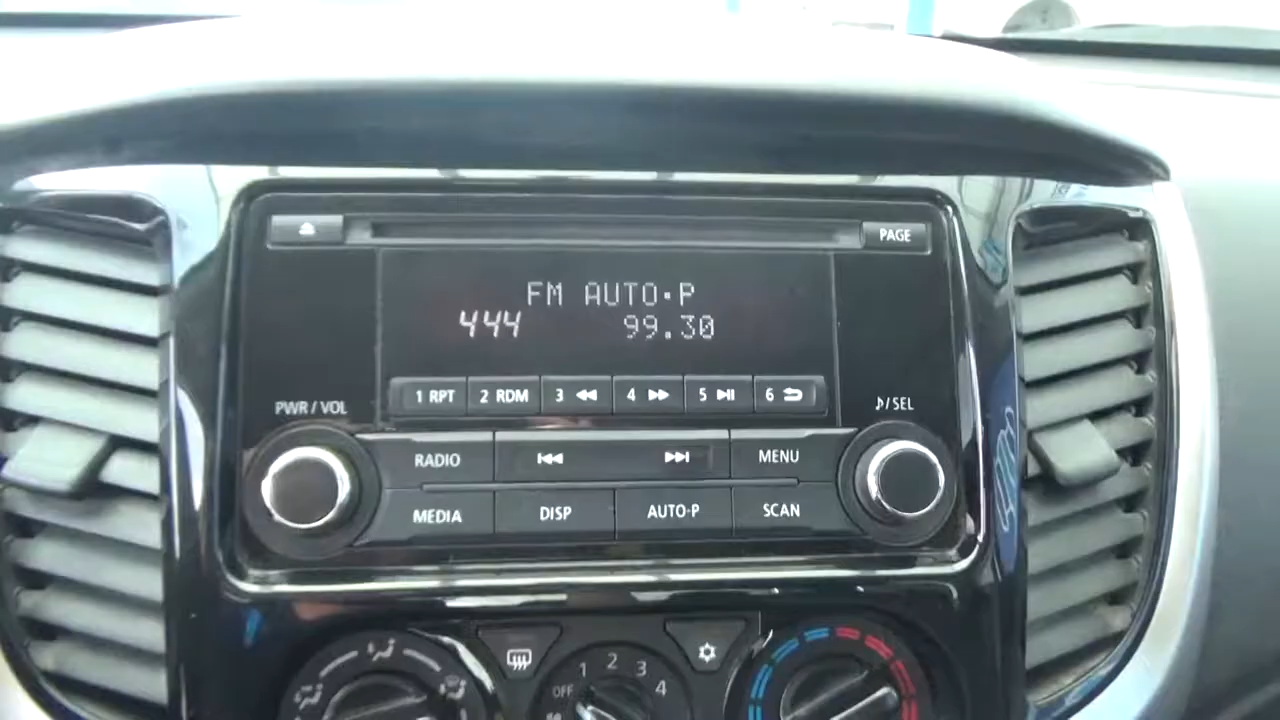 PAGE
FM AUTO·P
444 99.30
1 RPT 2 RDM 3 4 5 6
PWR / VOL
/SEL
RADIO
MENU
MEDIA DISP AUTO-P SCAN
OFF 1 2 3 4